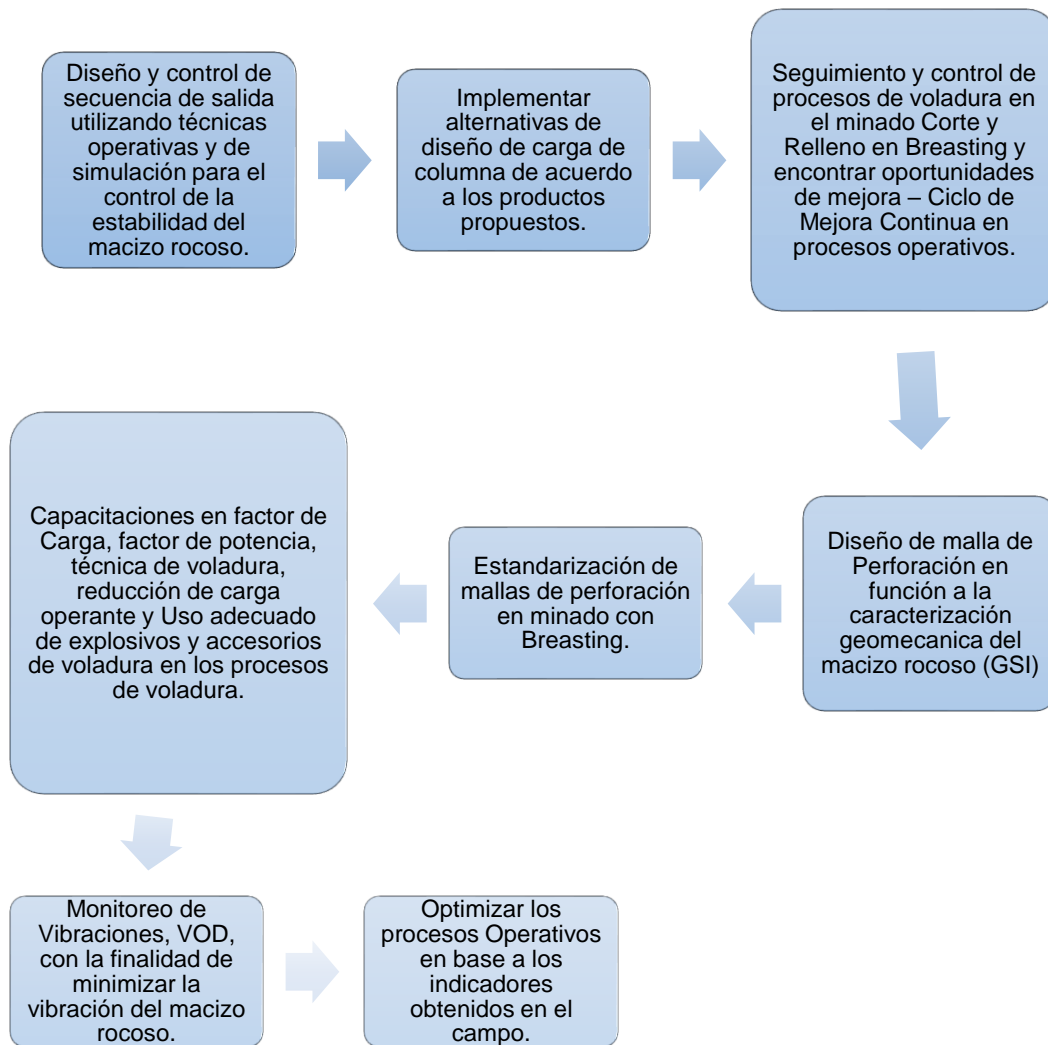 Diseño y control de
secuencia de salida
utilizando técnicas
operativas y de
simulación para el
control de la
estabilidad del
macizo rocoso.
Implementar
alternativas de
diseño de carga de
columna de acuerdo
a los productos
propuestos.
Seguimiento y control de
procesos de voladura en
el minado Corte y
Relleno en Breasting y
encontrar oportunidades
de mejora – Ciclo de
Mejora Continua en
procesos operativos.
Diseño de malla de
Perforación en
función a la
caracterización
geomecanica del
macizo rocoso (GSI)
Estandarización de
mallas de perforación
en minado con
Breasting.
Capacitaciones en factor de
Carga, factor de potencia,
técnica de voladura,
reducción de carga
operante y Uso adecuado
de explosivos y accesorios
de voladura en los procesos
de voladura.
Monitoreo de
Vibraciones, VOD,
con la finalidad de
minimizar la
vibración del macizo
rocoso.
Optimizar los
procesos Operativos
en base a los
indicadores
obtenidos en el
campo.